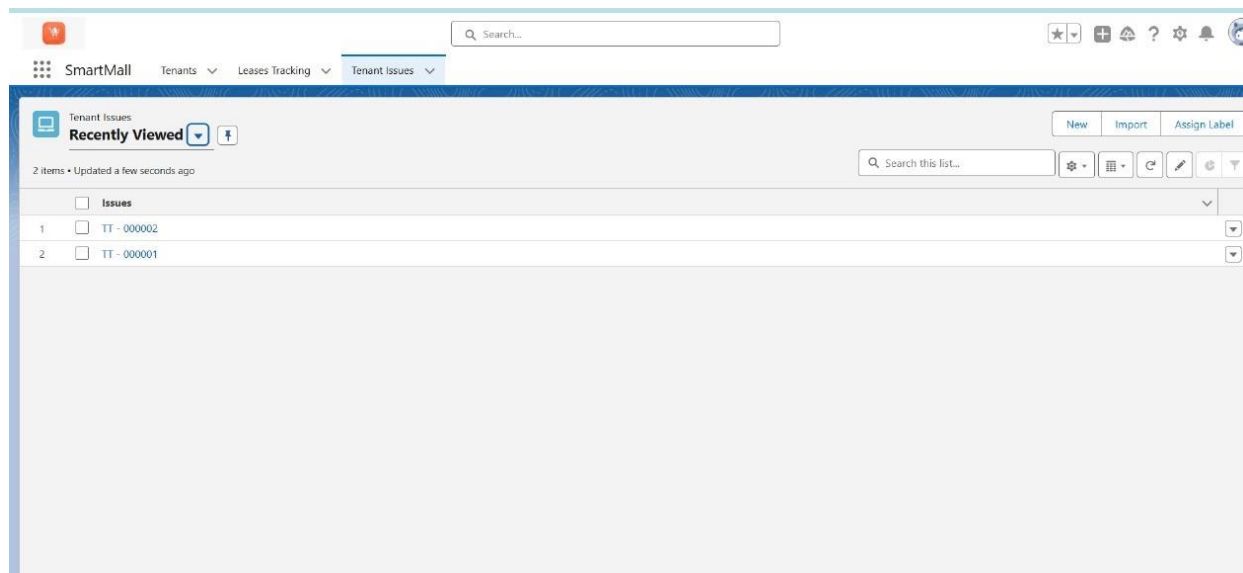 Search...
SmartMall Tenants Leases Tracking Tenant Issues
Tenant Issues
Recently Viewed
New Import Assign Label
2 items • Updated a few seconds ago
Search this list...
Issues
1 TT - 000002
2 TT - 000001